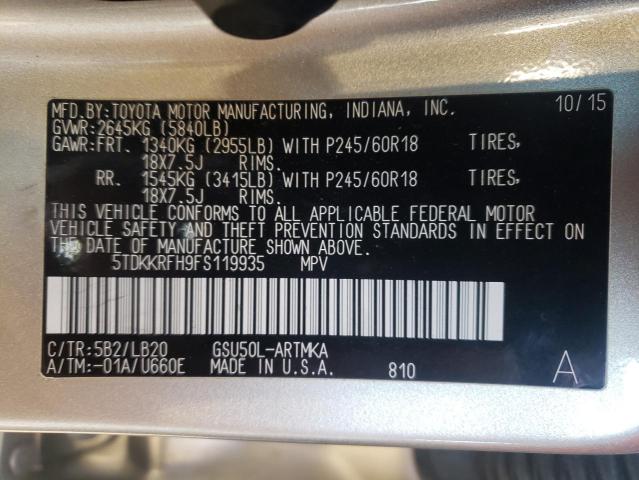 MFD.BY:TOYOTA MOTOR MANUFACTURING, INDIANA, INC. 10/15
GVWR:2645KG (5840LB)
GAWR:FRT. 1340KG (2955LB) WITH P245/60R18 TIRES,
18X7.5J RIMS.
RR. 1545KG (3415LB) WITH P245/60R18 TIRES,
18X7.5J RIMS.
THIS VEHICLE CONFORMS TO ALL APPLICABLE FEDERAL MOTOR
VEHICLE SAFETY AND THEFT PREVENTION STANDARDS IN EFFECT ON
THE DATE OF MANUFACTURE SHOWN ABOVE.
5TDKKRFH9FS119935 MPV
C/TR:5B2/LB20 GSU50L-ARTMKA
A/TM:-01A/U660E MADE IN U.S.A. 810 A